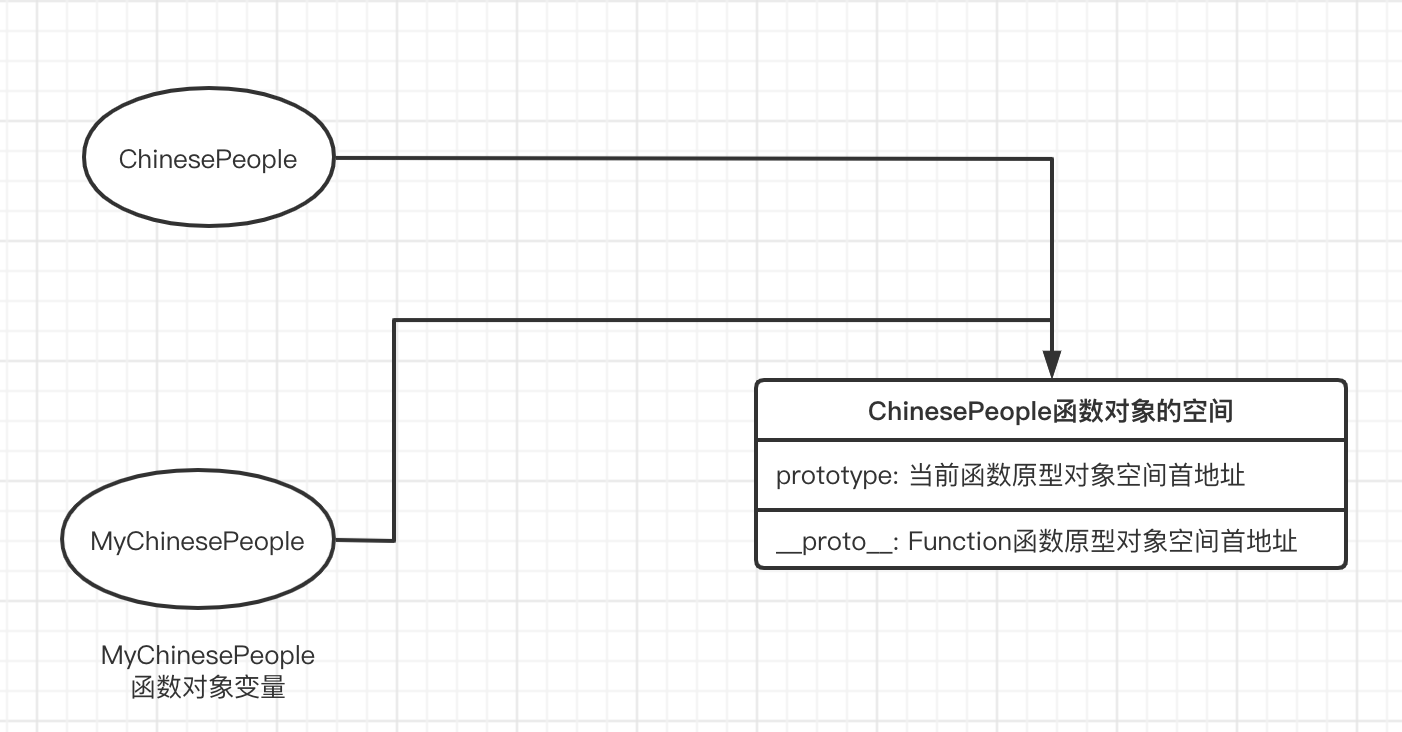 ChinesePeople
ChinesePeople函数对象的空间
prototype: 当前函数原型对象空间首地址
__proto__: Function函数原型对象空间首地址
MyChinesePeople
MyChinesePeople
函数对象变量